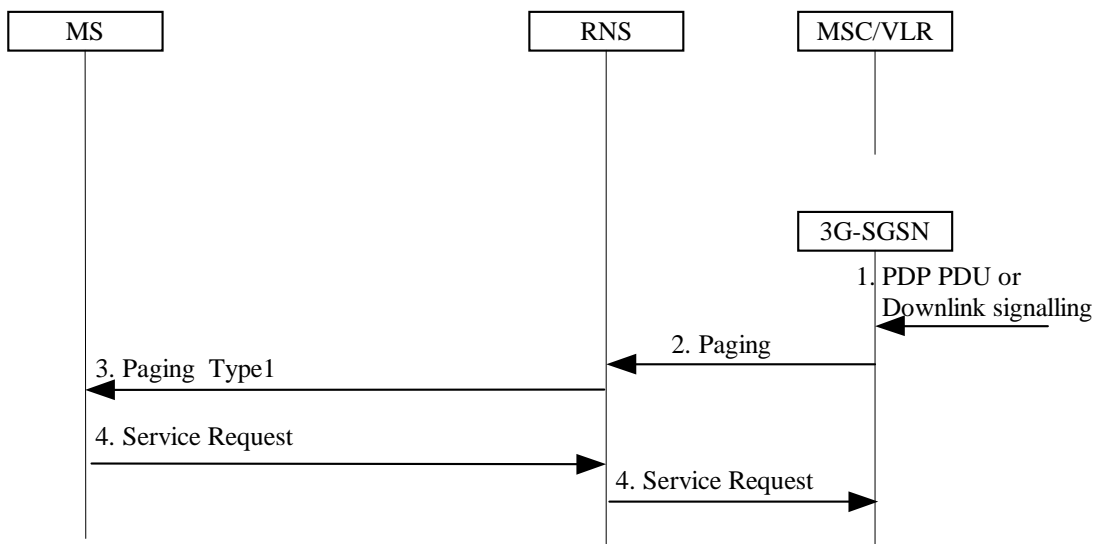 MS
RNS
MSC/VLR
3G-SGSN
1. PDP PDU or
Downlink signalling
2. Paging
3. Paging Type1
4. Service Request
4. Service Request